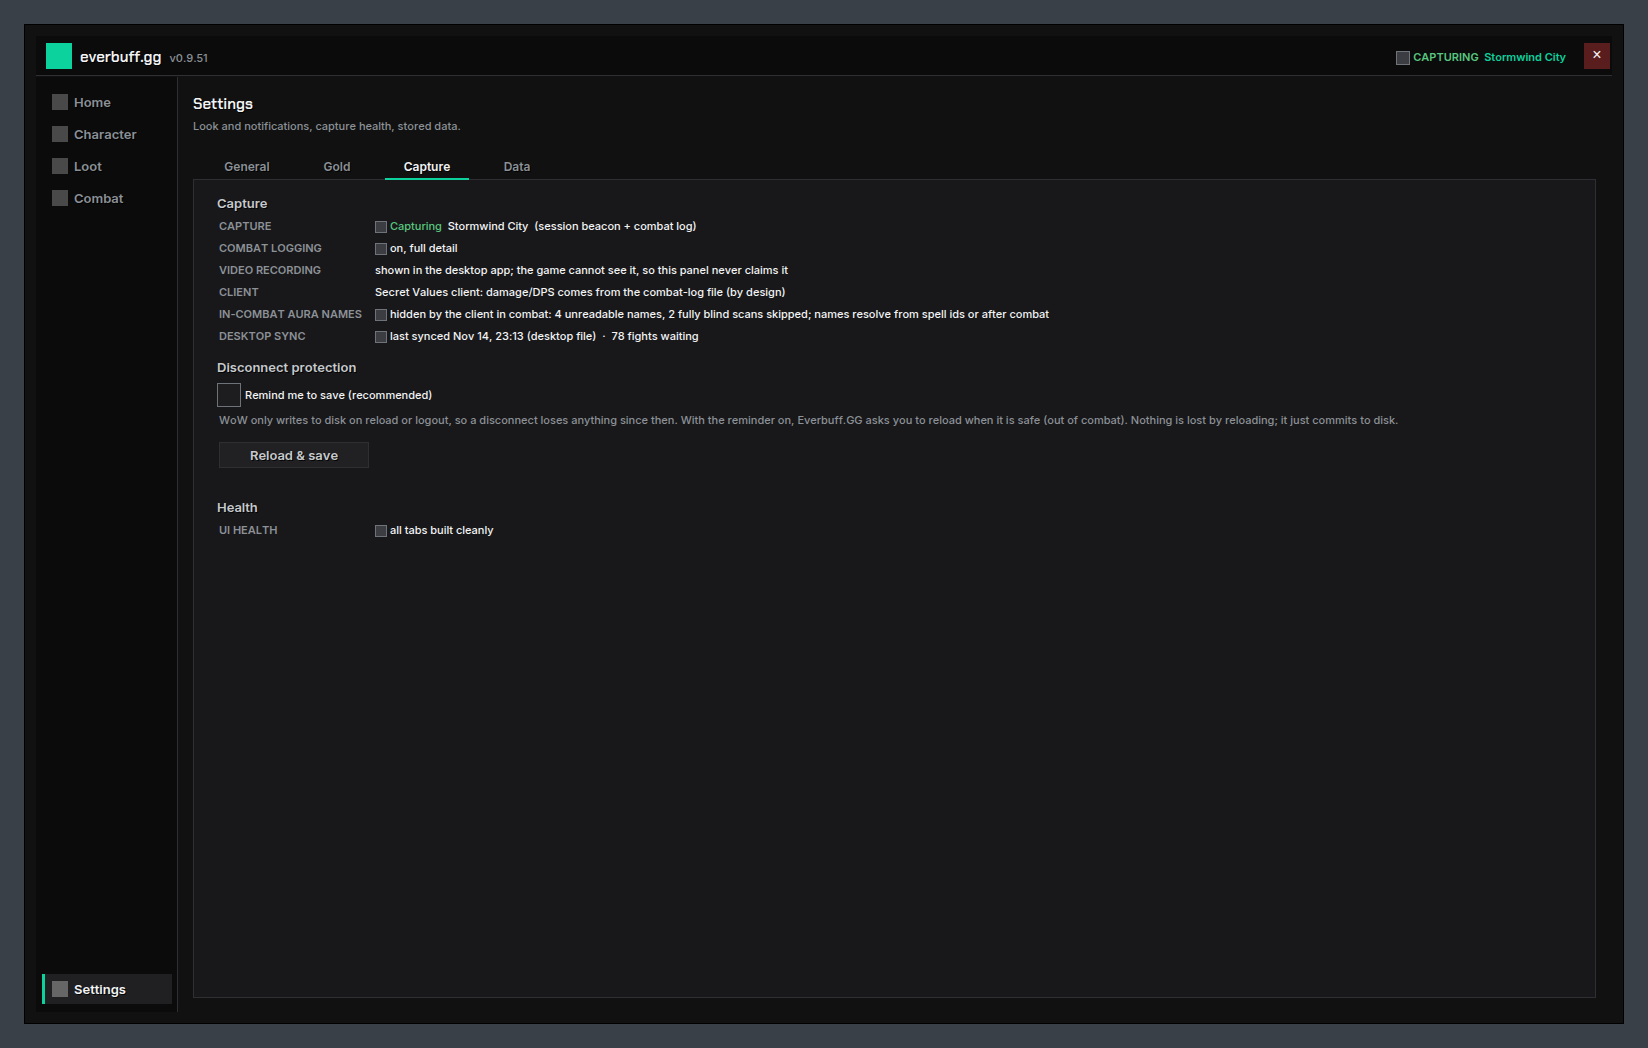 everbuff.gg v0.9.51
CAPTURING Stormwind City
×
Home
Character
Loot
Combat
Settings
Settings
Look and notifications, capture health, stored data.
General Gold Capture Data
Capture
CAPTURE Capturing Stormwind City (session beacon + combat log)
COMBAT LOGGING on, full detail
VIDEO RECORDING shown in the desktop app; the game cannot see it, so this panel never claims it
CLIENT Secret Values client: damage/DPS comes from the combat-log file (by design)
IN-COMBAT AURA NAMES hidden by the client in combat: 4 unreadable names, 2 fully blind scans skipped; names resolve from spell ids or after combat
DESKTOP SYNC last synced Nov 14, 23:13 (desktop file) · 78 fights waiting
Disconnect protection
Remind me to save (recommended)
WoW only writes to disk on reload or logout, so a disconnect loses anything since then. With the reminder on, Everbuff.GG asks you to reload when it is safe (out of combat). Nothing is lost by reloading; it just commits to disk.
Reload & save
Health
UI HEALTH all tabs built cleanly